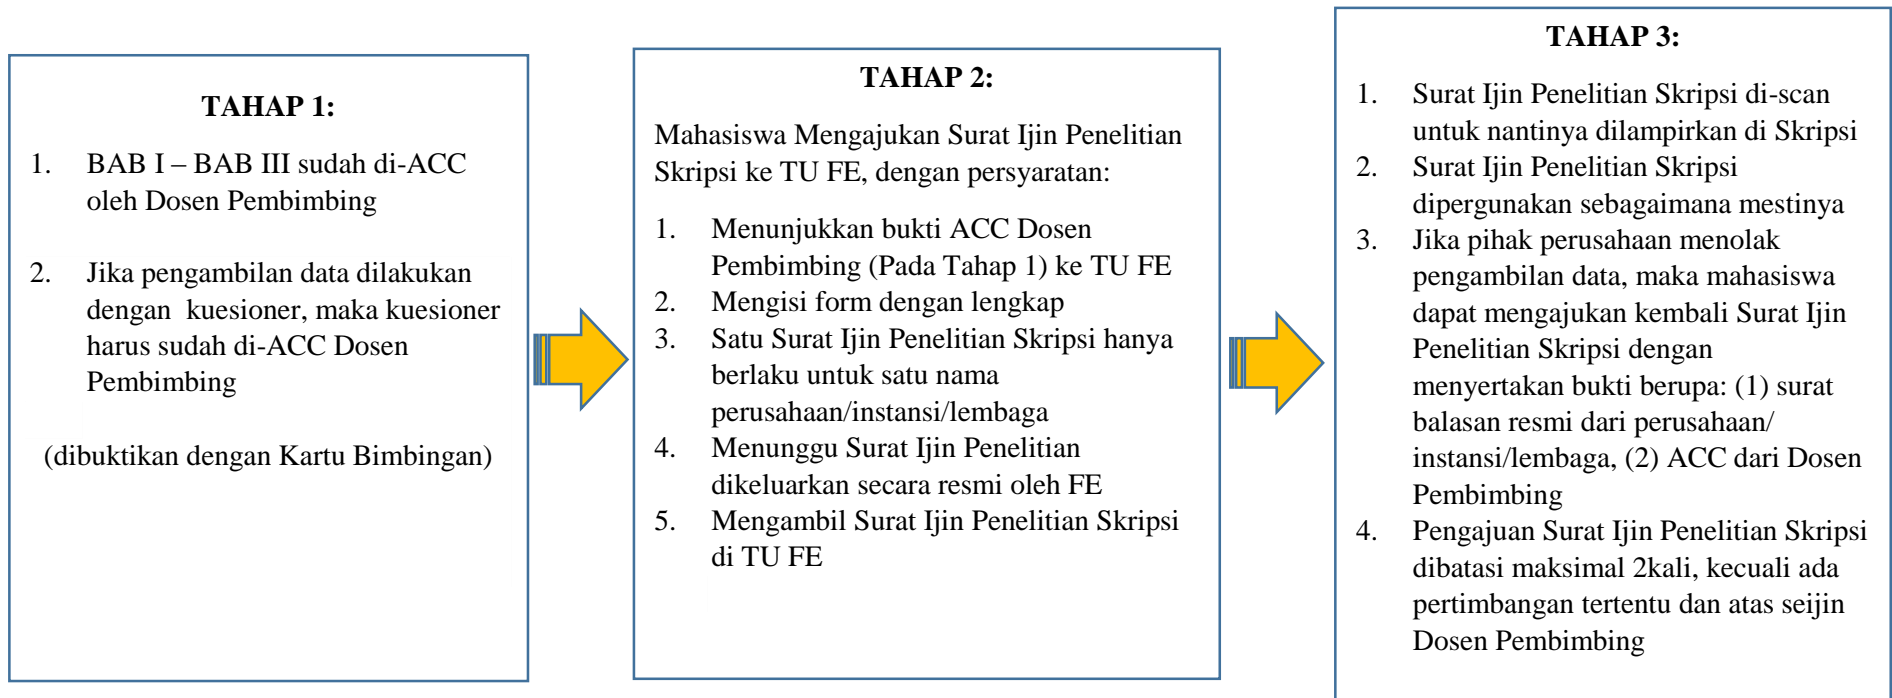 TAHAP 1:
1. BAB I – BAB III sudah di-ACC
oleh Dosen Pembimbing
2. Jika pengambilan data dilakukan
dengan kuesioner, maka kuesioner
harus sudah di-ACC Dosen
Pembimbing
(dibuktikan dengan Kartu Bimbingan)
TAHAP 2:
Mahasiswa Mengajukan Surat Ijin Penelitian
Skripsi ke TU FE, dengan persyaratan:
1. Menunjukkan bukti ACC Dosen
Pembimbing (Pada Tahap 1) ke TU FE
2. Mengisi form dengan lengkap
3. Satu Surat Ijin Penelitian Skripsi hanya
berlaku untuk satu nama
perusahaan/instansi/lembaga
4. Menunggu Surat Ijin Penelitian
dikeluarkan secara resmi oleh FE
5. Mengambil Surat Ijin Penelitian Skripsi
di TU FE
TAHAP 3:
1. Surat Ijin Penelitian Skripsi di-scan
untuk nantinya dilampirkan di Skripsi
2. Surat Ijin Penelitian Skripsi
dipergunakan sebagaimana mestinya
3. Jika pihak perusahaan menolak
pengambilan data, maka mahasiswa
dapat mengajukan kembali Surat Ijin
Penelitian Skripsi dengan
menyertakan bukti berupa: (1) surat
balasan resmi dari perusahaan/
instansi/lembaga, (2) ACC dari Dosen
Pembimbing
4. Pengajuan Surat Ijin Penelitian Skripsi
dibatasi maksimal 2kali, kecuali ada
pertimbangan tertentu dan atas seijin
Dosen Pembimbing